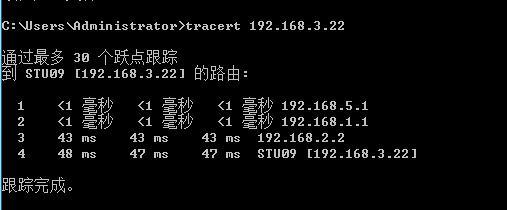 C:\Users\Administrator>tracert 192.168.3.22
通过最多 30 个跃点跟踪
到 STU09 [192.168.3.22] 的路由:
1 <1 毫秒 <1 毫秒 <1 毫秒 192.168.5.1
2 <1 毫秒 <1 毫秒 <1 毫秒 192.168.1.1
3 43 ms 43 ms 43 ms 192.168.2.2
4 48 ms 47 ms 47 ms STU09 [192.168.3.22]
跟踪完成。